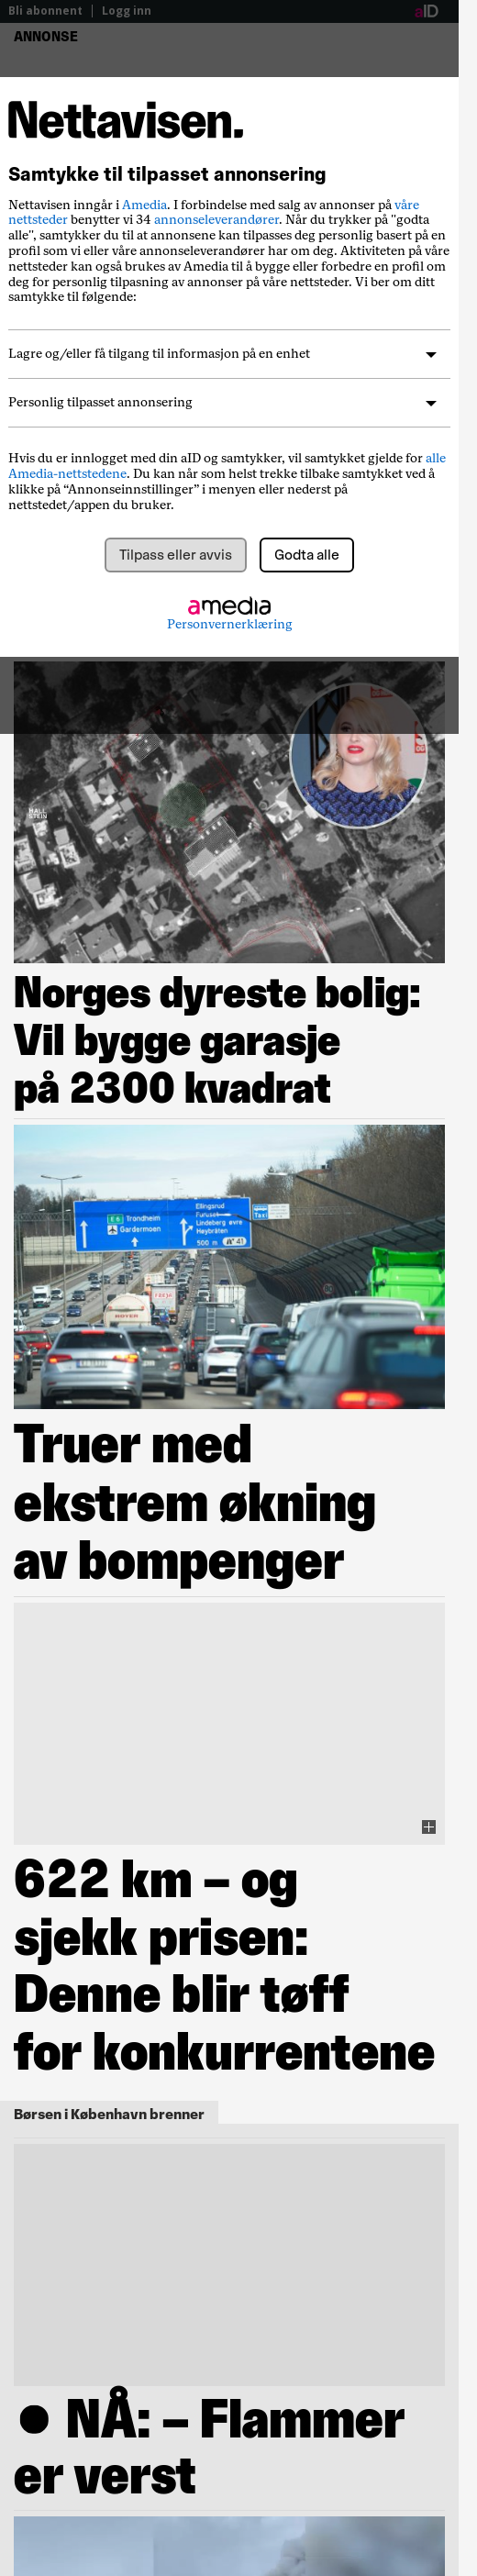 Bli abonnent | Logg inn
aID
ANNONSE
Nettavisen.
Samtykke til tilpasset annonsering
Nettavisen inngår i Amedia. I forbindelse med salg av annonser på våre
nettsteder benytter vi 34 annonseleverandører. Når du trykker på "godta
alle", samtykker du til at annonsene kan tilpasses deg personlig basert på en
profil som vi eller våre annonseleverandører har om deg. Aktiviteten på våre
nettsteder kan også brukes av Amedia til å bygge eller forbedre en profil om
deg for personlig tilpasning av annonser på våre nettsteder. Vi ber om ditt
samtykke til følgende:
Lagre og/eller få tilgang til informasjon på en enhet
Personlig tilpasset annonsering
Hvis du er innlogget med din aID og samtykker, vil samtykket gjelde for alle
Amedia-nettstedene. Du kan når som helst trekke tilbake samtykket ved å
klikke på “Annonseinnstillinger” i menyen eller nederst på
nettstedet/appen du bruker.
Tilpass eller avvis
Godta alle
amedia
Personvernerklæring
HALL
STEIN
Norges dyreste bolig:
Vil bygge garasje
på 2300 kvadrat
E 6 Trondheim
Gardermoen
Ellingsrud
Furuset
Lindeberg
Heybråten
500 m 41
Taxi
Truer med
ekstrem økning
av bompenger
622 km – og
sjekk prisen:
Denne blir tøff
for konkurrentene
Børsen i København brenner
● NÅ: – Flammer
er verst